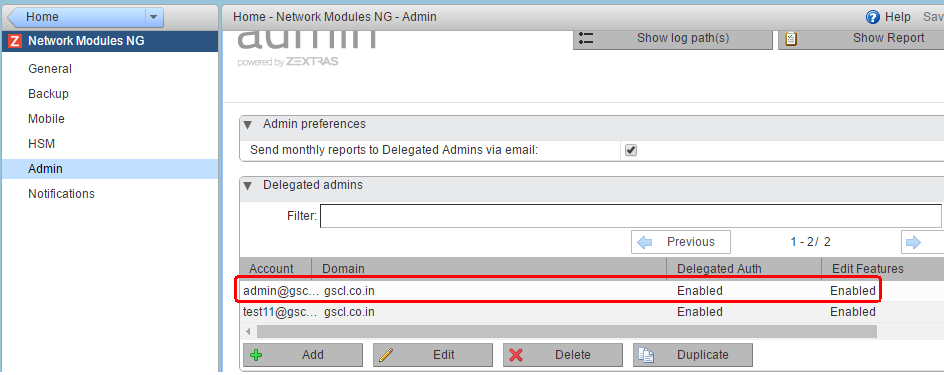 Home
Home - Network Modules NG - Admin
Help
Sav
Z Network Modules NG
admin
powered by ZEXTRAS
Show log path(s)
Show Report
General
Backup
Mobile
HSM
Admin
Notifications
Admin preferences
Send monthly reports to Delegated Admins via email:
Delegated admins
Filter:
Previous
1 - 2 / 2
Account Domain Delegated Auth Edit Features
admin@gsc... gscl.co.in Enabled Enabled
test11@gsc... gscl.co.in Enabled Enabled
Add
Edit
Delete
Duplicate